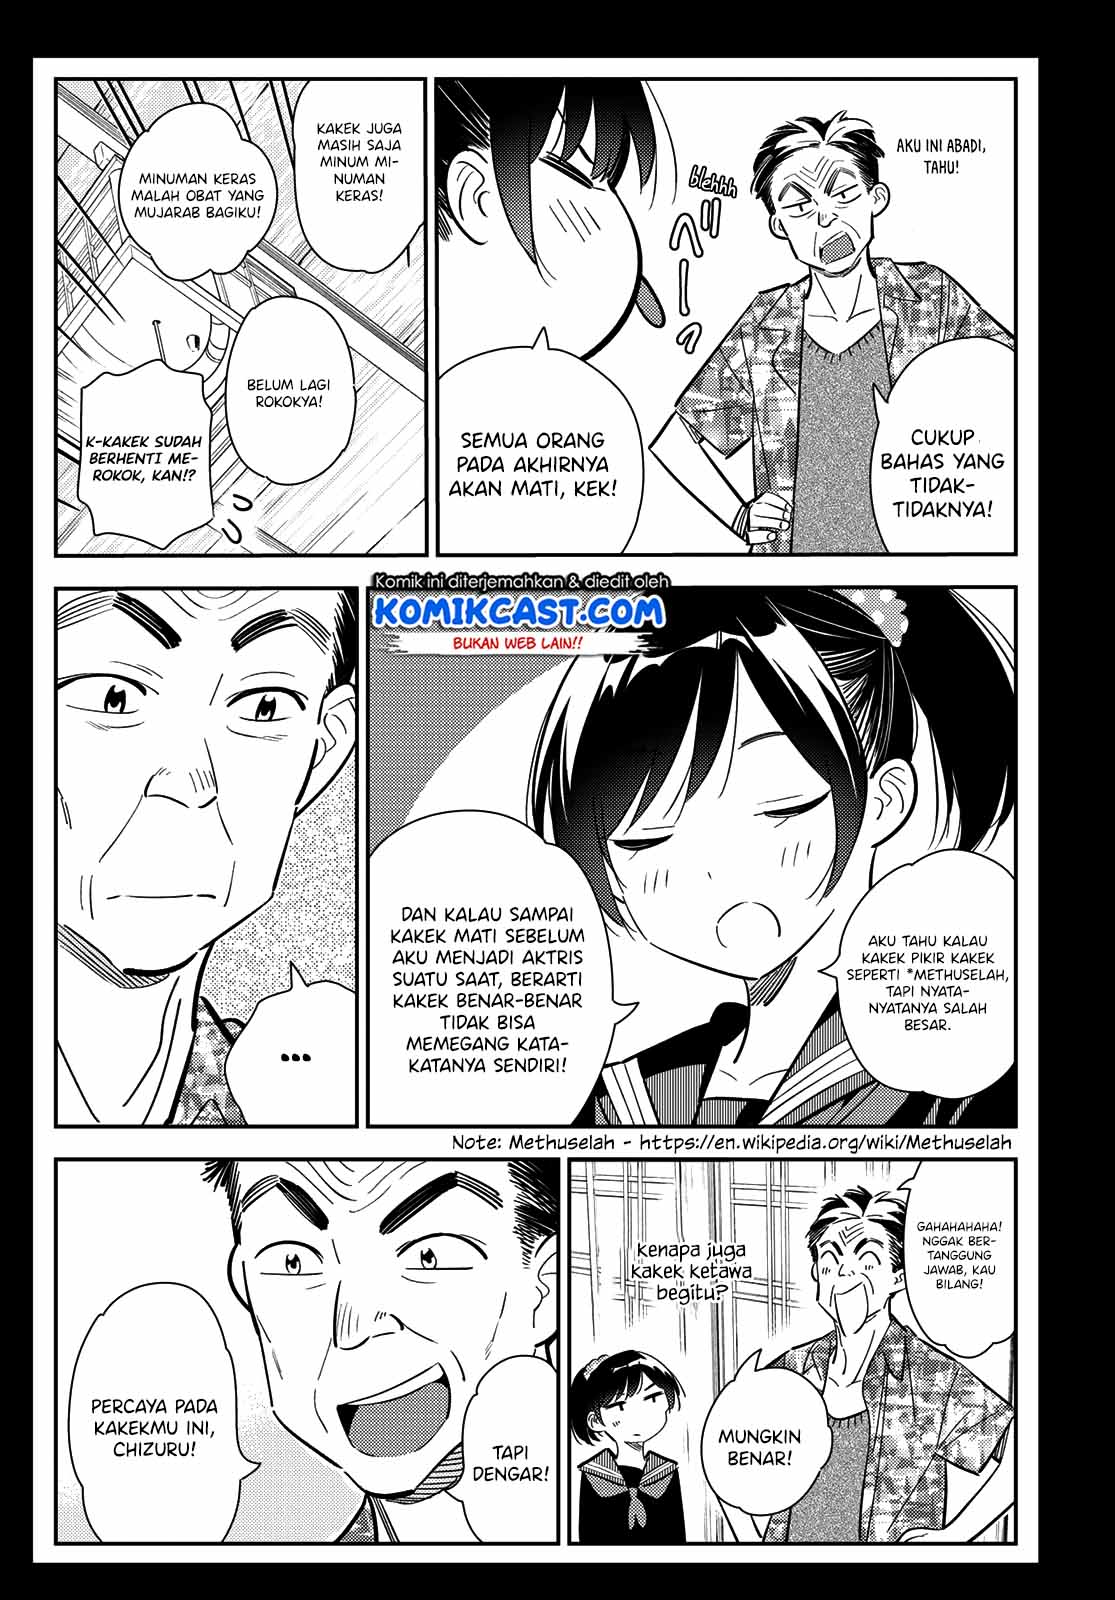 AKU INI ABADI,
TAHU!
CUKUP
BAHAS YANG
TIDAK-
TIDAKNYA!
blehhh
べーっ
SEMUA ORANG
PADA AKHIRNYA
AKAN MATI, KEK!
KAKEK JUGA
MASIH SAJA
MINUM MI-
NUMAN
KERAS!
MINUMAN KERAS
MALAH OBAT YANG
MUJARAB BAGIKU!
BELUM LAGI
ROKOKYA!
K-KAKEK SUDAH
BERHENTI ME-
ROKOK, KAN!?
Komik ini diterjemahkan & diedit oleh
KOMIKCAST.COM
BUKAN WEB LAIN!!
AKU TAHU KALAU
KAKEK PIKIR KAKEK
SEPERTI *METHUSELAH,
TAPI NYATA-
NYATANYA SALAH
BESAR.
DAN KALAU SAMPAI
KAKEK MATI SEBELUM
AKU MENJADI AKTRIS
SUATU SAAT, BERARTI
KAKEK BENAR-BENAR
TIDAK BISA
MEMEGANG KATA-
KATANYA SENDIRI!
...
Note: Methuselah - https://en.wikipedia.org/wiki/Methuselah
GAHAHAHAHA!
NGGAK BER-
TANGGUNG
JAWAB, KAU
BILANG!
kenapa juga
kakek ketawa
begitu?
MUNGKIN
BENAR!
TAPI
DENGAR!
PERCAYA PADA
KAKEKMU INI,
CHIZURU!